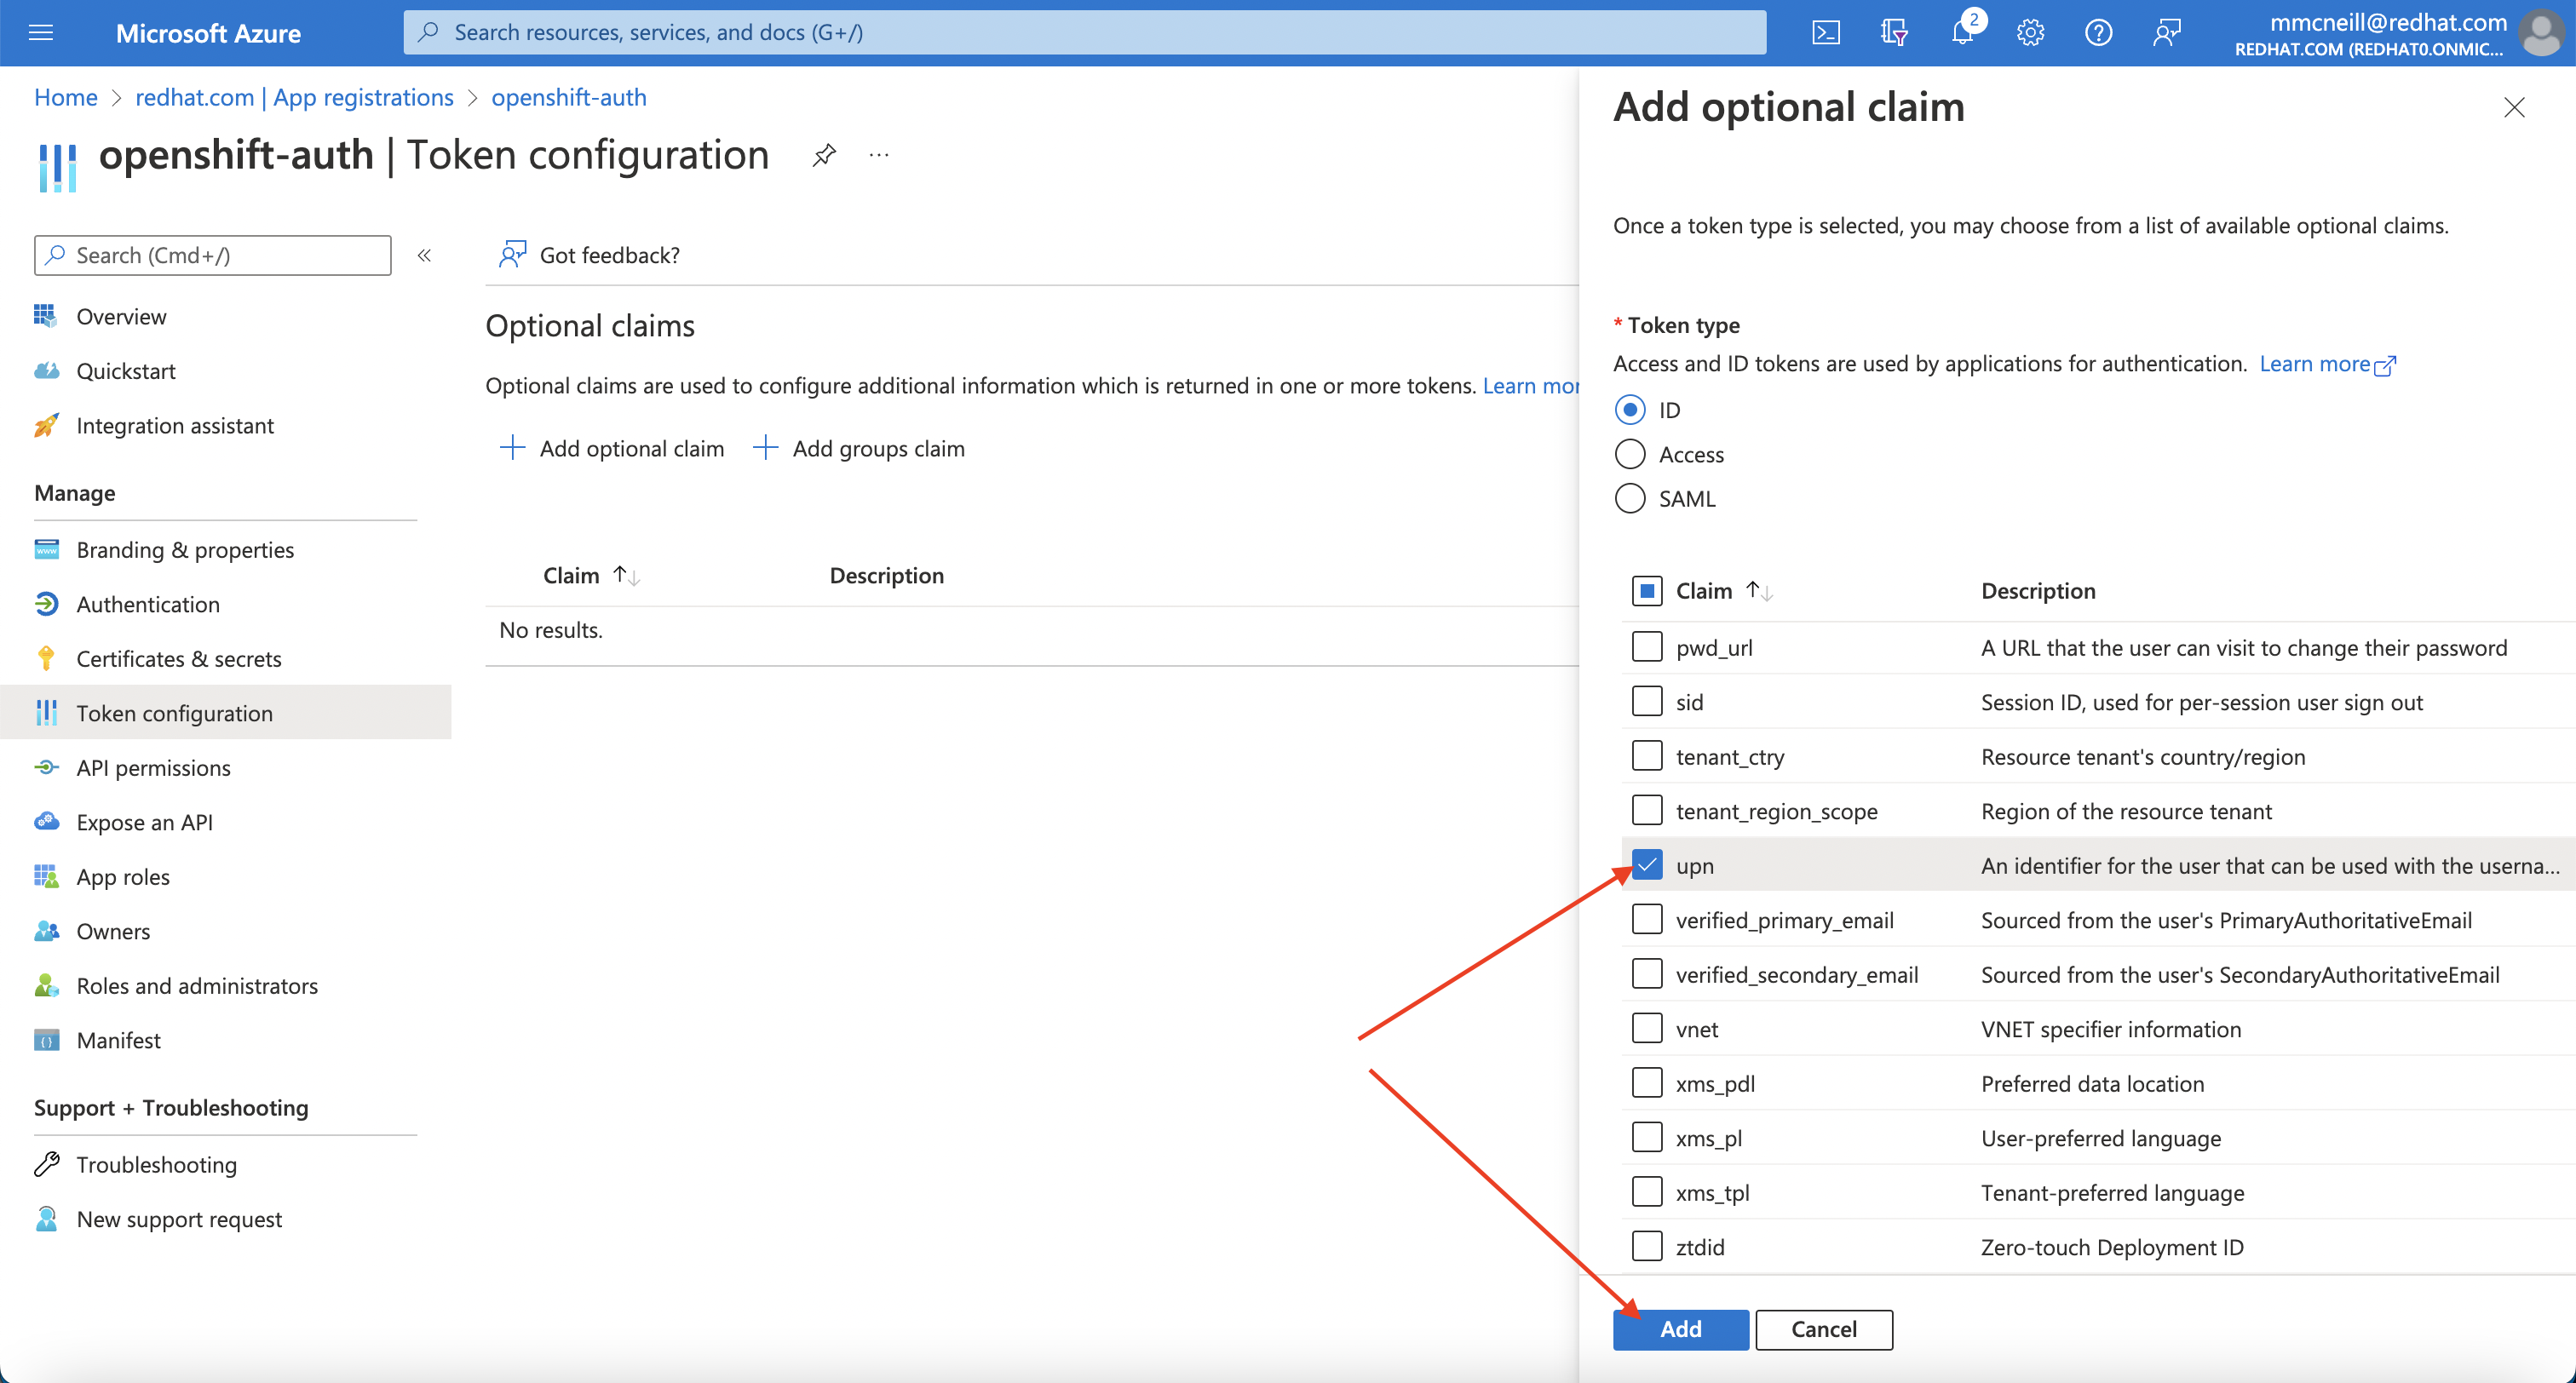 Microsoft Azure
Search resources, services, and docs (G+/)
2
mmcneill@redhat.com
REDHAT.COM (REDHAT0.ONMIC...
Home > redhat.com | App registrations > openshift-auth
openshift-auth | Token configuration
...
Search (Cmd+/)
«
Overview
Quickstart
Integration assistant
Manage
Branding & properties
Authentication
Certificates & secrets
Token configuration
API permissions
Expose an API
App roles
Owners
Roles and administrators
Manifest
Support + Troubleshooting
Troubleshooting
New support request
Got feedback?
Optional claims
Optional claims are used to configure additional information which is returned in one or more tokens. Learn mor
Add optional claim
Add groups claim
Claim
Description
No results.
Add optional claim
Once a token type is selected, you may choose from a list of available optional claims.
* Token type
Access and ID tokens are used by applications for authentication. Learn more
ID
Access
SAML
Claim
Description
pwd_url
A URL that the user can visit to change their password
sid
Session ID, used for per-session user sign out
tenant_ctry
Resource tenant's country/region
tenant_region_scope
Region of the resource tenant
upn
An identifier for the user that can be used with the userna...
verified_primary_email
Sourced from the user's PrimaryAuthoritativeEmail
verified_secondary_email
Sourced from the user's SecondaryAuthoritativeEmail
vnet
VNET specifier information
xms_pdl
Preferred data location
xms_pl
User-preferred language
xms_tpl
Tenant-preferred language
ztdid
Zero-touch Deployment ID
Add
Cancel